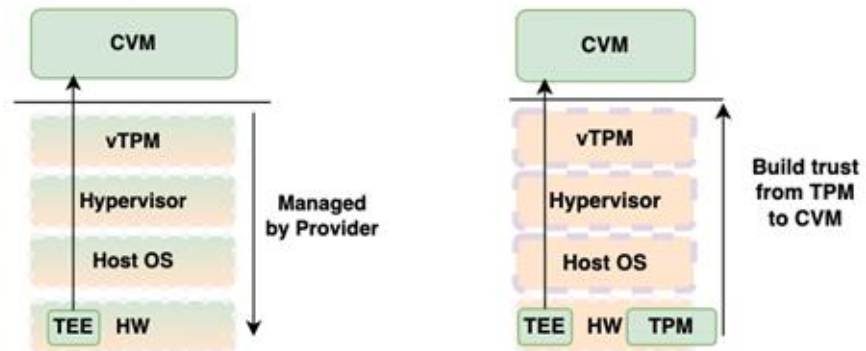 CVM
vTPM
Hypervisor
Host OS
TEE HW
Managed
by Provider
CVM
vTPM
Hypervisor
Host OS
TEE HW TPM
Build trust
from TPM
to CVM